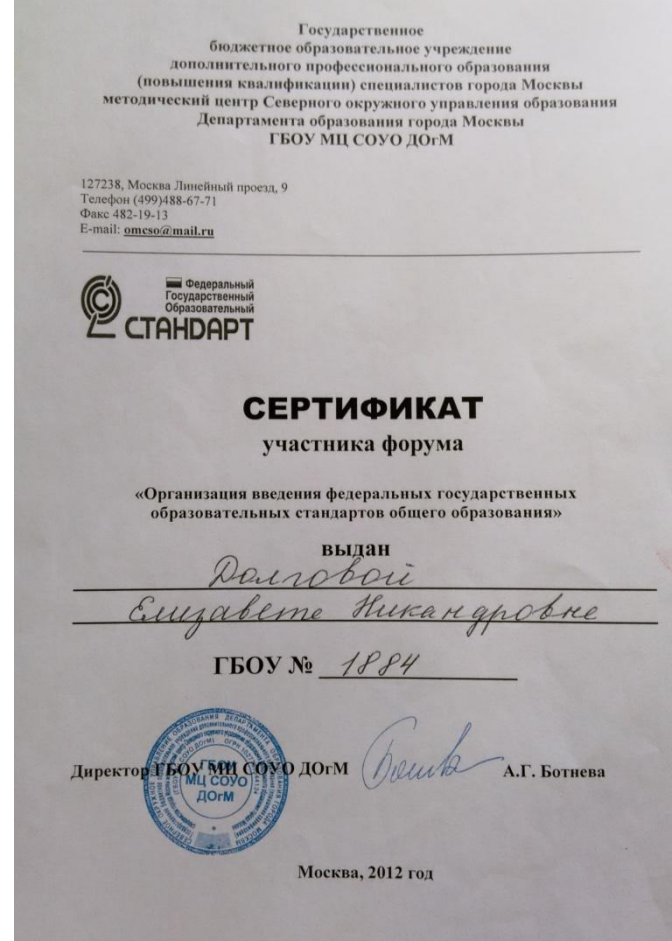 Государственное
бюджетное образовательное учреждение
дополнительного профессионального образования
(повышения квалификации) специалистов города Москвы
методический центр Северного окружного управления образования
Департамента образования города Москвы
ГБОУ МЦ СОУО ДОгМ
127238, Москва Линейный проезд, 9
Телефон (499)488-67-71
Факс 482-19-13
E-mail: omcso@mail.ru
Федеральный
Государственный
Образовательный
СТАНДАРТ
СЕРТИФИКАТ
участника форума
«Организация введения федеральных государственных
образовательных стандартов общего образования»
выдан
Долговой
Елизавете Никандровне
ГБОУ № 1884
Директор ГБОУ МЦ СОУО ДОгМ А.Г. Ботнева
ГБОУ
МЦ СОУО
ДОгМ
Москва, 2012 год